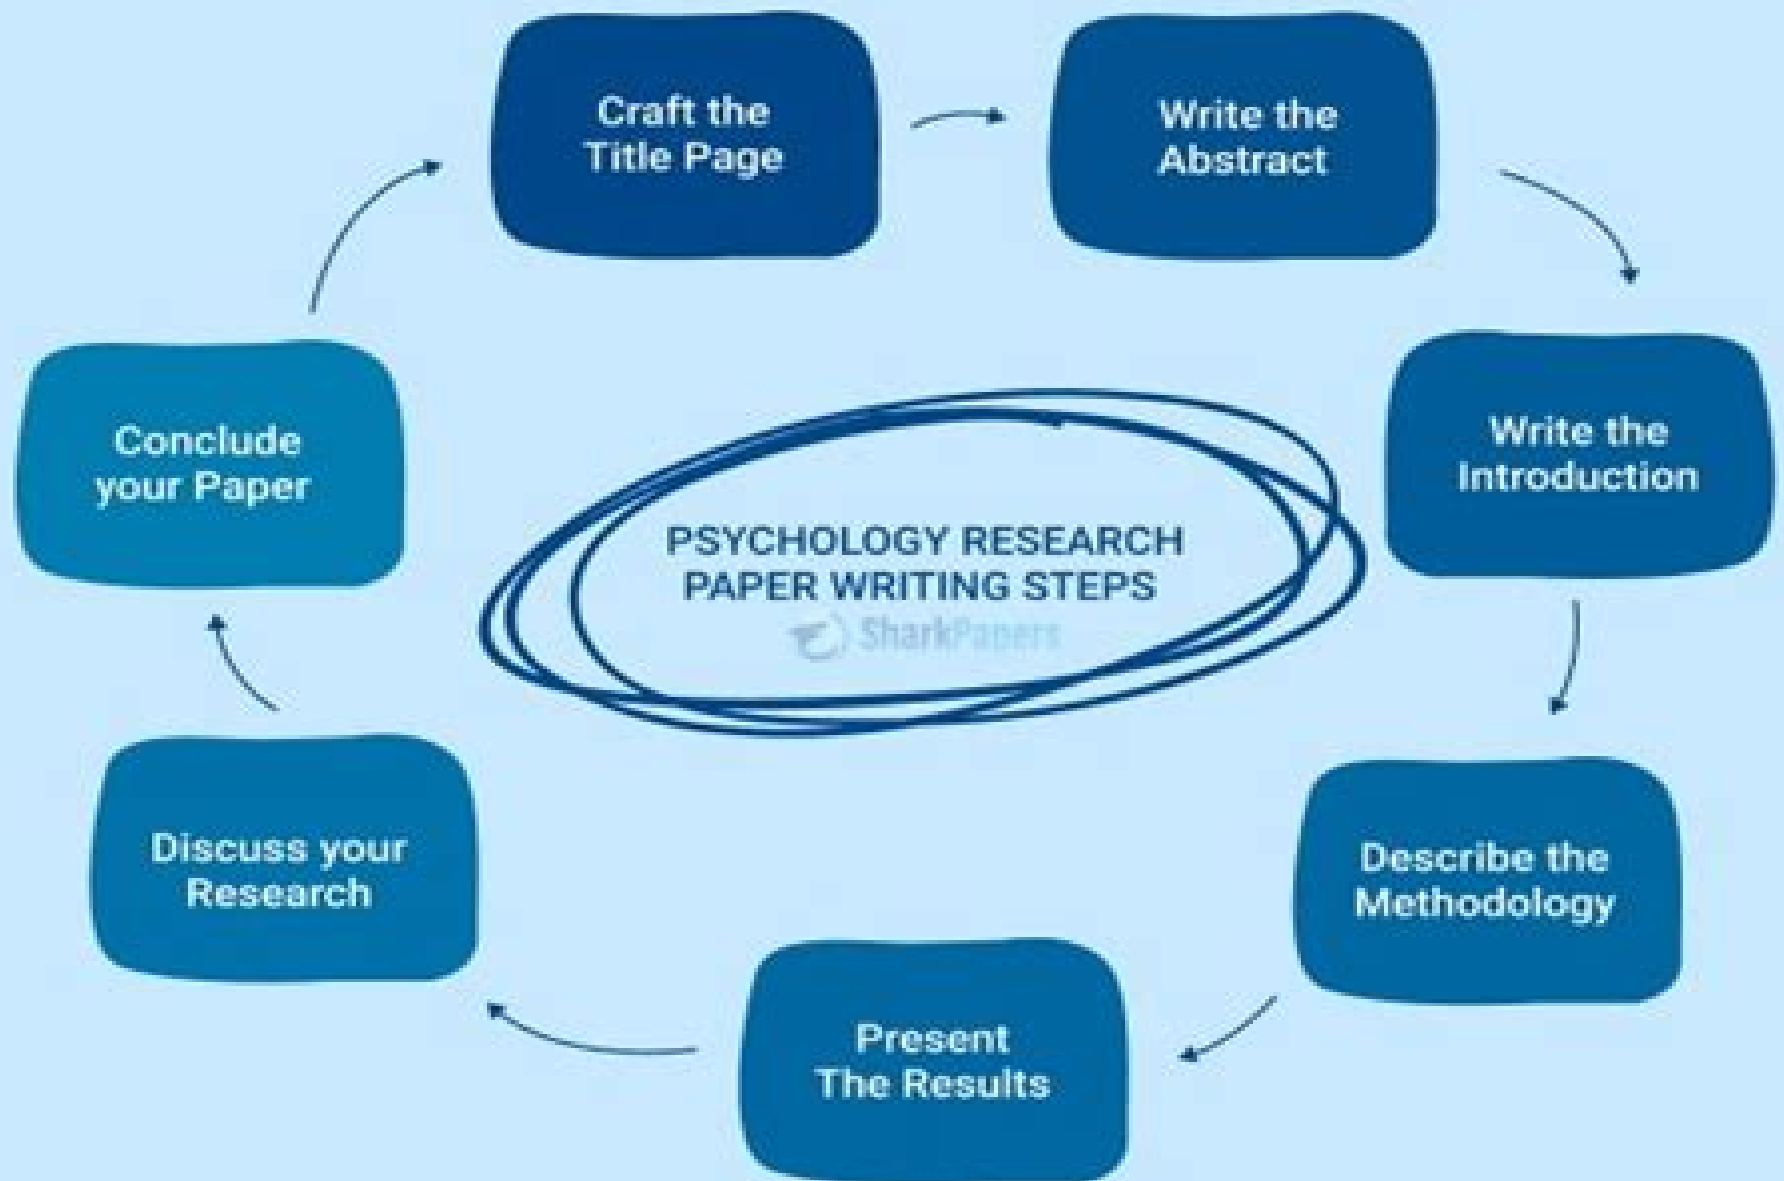 Craft the
Title Page
Write the
Abstract
Write the
Introduction
Describe the
Methodology
Present
The Results
Discuss your
Research
Conclude
your Paper
PSYCHOLOGY RESEARCH
PAPER WRITING STEPS
SharkPapers